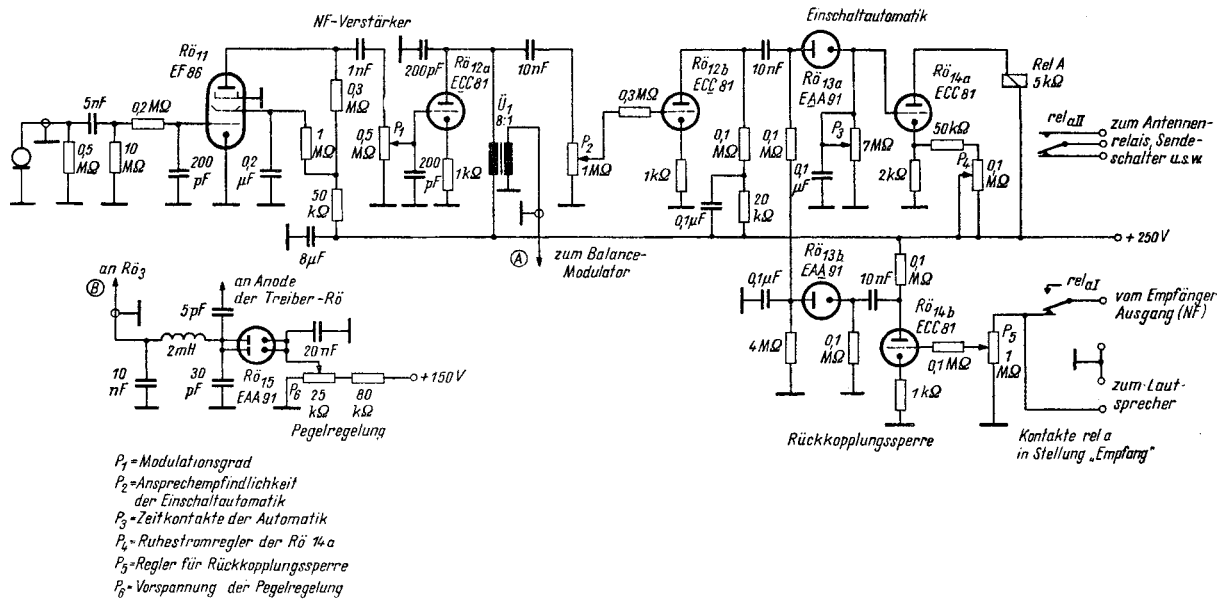 NF-Verstärker
Rö11
EF 86
5nF
0,2MΩ
0,5
MΩ
10
MΩ
200
pF
0,2
µF
1
MΩ
0,3
MΩ
1nF
50
kΩ
8µF
0,5
MΩ
P1
200pF
Rö12a
ECC81
200
pF
1kΩ
10nF
Ü1
8:1
A
zum Balance-
Modulator
P2
1MΩ
0,3MΩ
Rö12b
ECC81
1kΩ
0,1
MΩ
0,1µF
20
kΩ
10nF
0,1
MΩ
Einschaltautomatik
Rö13a
EAA91
P3
7MΩ
0,1
µF
Rö14a
ECC81
50kΩ
2kΩ
P4
0,1
MΩ
Rel A
5kΩ
relaII
zum Antennen-
relais, Sende-
schalter u.s.w.
+250V
an Rö3
B
an Anode
der Treiber-Rö
5pF
2mH
10
nF
30
pF
Rö15
EAA91
20nF
P6
25
kΩ
80
kΩ
+150V
Pegelregelung
0,1µF
4MΩ
Rö13b
EAA91
0,1
MΩ
10nF
0,1
MΩ
Rö14b
ECC81
1kΩ
0,1MΩ
P5
1
MΩ
relaI
vom Empfänger
Ausgang (NF)
zum Laut-
sprecher
Rückkopplungssperre
Kontakte rel a
in Stellung „Empfang"
P1=Modulationsgrad
P2=Ansprechempfindlichkeit
der Einschaltautomatik
P3=Zeitkontakte der Automatik
P4=Ruhestromregler der Rö 14a
P5=Regler für Rückkopplungssperre
P6=Vorspannung der Pegelregelung